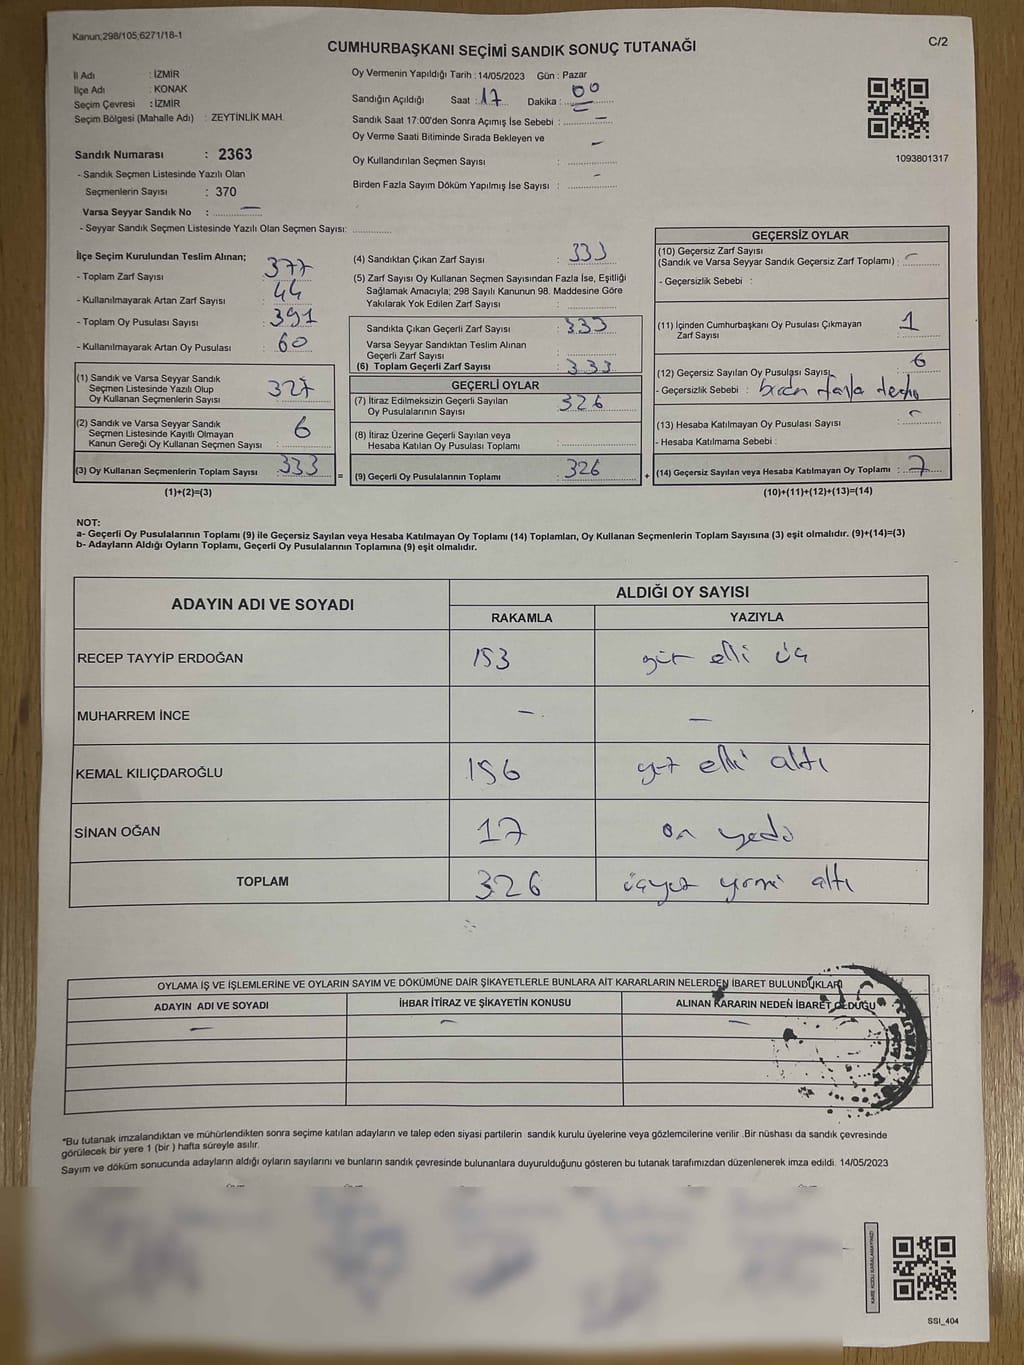 Kanun;298/105;6271/18-1
C/2
CUMHURBAŞKANI SEÇİMİ SANDIK SONUÇ TUTANAĞI
İl Adı : İZMİR
İlçe Adı : KONAK
Seçim Çevresi : İZMİR
Seçim Bölgesi (Mahalle Adı) : ZEYTİNLİK MAH.
Sandık Numarası : 2363
- Sandık Seçmen Listesinde Yazılı Olan
Seçmenlerin Sayısı : 370
Varsa Seyyar Sandık No : —
- Seyyar Sandık Seçmen Listesinde Yazılı Olan Seçmen Sayısı:
Oy Vermenin Yapıldığı Tarih : 14/05/2023 Gün : Pazar
Sandığın Açıldığı Saat : 17 Dakika : 00
Sandık Saat 17:00'den Sonra Açımış İse Sebebi : —
Oy Verme Saati Bitiminde Sırada Bekleyen ve —
Oy Kullandırılan Seçmen Sayısı :
Birden Fazla Sayım Döküm Yapılmış İse Sayısı : -
1093801317
İlçe Seçim Kurulundan Teslim Alınan;
- Toplam Zarf Sayısı : 377
- Kullanılmayarak Artan Zarf Sayısı : 44
- Toplam Oy Pusulası Sayısı : 391
- Kullanılmayarak Artan Oy Pusulası : 60
(1) Sandık ve Varsa Seyyar Sandık
Seçmen Listesinde Yazılı Olup
Oy Kullanan Seçmenlerin Sayısı : 327
(2) Sandık ve Varsa Seyyar Sandık
Seçmen Listesinde Kayıtlı Olmayan
Kanun Gereği Oy Kullanan Seçmen Sayısı : 6
(3) Oy Kullanan Seçmenlerin Toplam Sayısı : 333
(1)+(2)=(3)
(4) Sandıktan Çıkan Zarf Sayısı : 333
(5) Zarf Sayısı Oy Kullanan Seçmen Sayısından Fazla İse, Eşitliği
Sağlamak Amacıyla; 298 Sayılı Kanunun 98. Maddesine Göre
Yakılarak Yok Edilen Zarf Sayısı :
Sandıkta Çıkan Geçerli Zarf Sayısı : 333
Varsa Seyyar Sandıktan Teslim Alınan
Geçerli Zarf Sayısı :
(6) Toplam Geçerli Zarf Sayısı : 333
GEÇERLİ OYLAR
(7) İtiraz Edilmeksizin Geçerli Sayılan
Oy Pusulalarının Sayısı : 326
(8) İtiraz Üzerine Geçerli Sayılan veya
Hesaba Katılan Oy Pusulası Toplamı :
= (9) Geçerli Oy Pusulalarının Toplamı : 326 +
GEÇERSİZ OYLAR
(10) Geçersiz Zarf Sayısı
(Sandık ve Varsa Seyyar Sandık Geçersiz Zarf Toplamı) : -
- Geçersizlik Sebebi :
(11) İçinden Cumhurbaşkanı Oy Pusulası Çıkmayan
Zarf Sayısı : 1
(12) Geçersiz Sayılan Oy Pusulası Sayısı : 6
- Geçersizlik Sebebi : birden fazla
(13) Hesaba Katılmayan Oy Pusulası Sayısı : -
- Hesaba Katılmama Sebebi :
(14) Geçersiz Sayılan veya Hesaba Katılmayan Oy Toplamı : 7
(10)+(11)+(12)+(13)=(14)
NOT:
a- Geçerli Oy Pusulalarının Toplamı (9) ile Geçersiz Sayılan veya Hesaba Katılmayan Oy Toplamı (14) Toplamları, Oy Kullanan Seçmenlerin Toplam Sayısına (3) eşit olmalıdır. (9)+(14)=(3)
b- Adayların Aldığı Oyların Toplamı, Geçerli Oy Pusulalarının Toplamına (9) eşit olmalıdır.
ADAYIN ADI VE SOYADI
ALDIĞI OY SAYISI
RAKAMLA YAZIYLA
RECEP TAYYİP ERDOĞAN 153 yüz elli üç
MUHARREM İNCE - —
KEMAL KILIÇDAROĞLU 156 yüz elli altı
SİNAN OĞAN 17 on yedi
TOPLAM 326 üçyüz yirmi altı
OYLAMA İŞ VE İŞLEMLERİNE VE OYLARIN SAYIM VE DÖKÜMÜNE DAİR ŞİKAYETLERLE BUNLARA AİT KARARLARIN NELERDEN İBARET BULUNDUKLARI
ADAYIN ADI VE SOYADI İHBAR İTİRAZ VE ŞİKAYETİN KONUSU ALINAN KARARIN NEDEN İBARET OLDUĞU
— — —
*Bu tutanak imzalandıktan ve mühürlendikten sonra seçime katılan adayların ve talep eden siyasi partilerin sandık kurulu üyelerine veya gözlemcilerine verilir .Bir nüshası da sandık çevresinde
görülecek bir yere 1 (bir ) hafta süreyle asılır.
Sayım ve döküm sonucunda adayların aldığı oyların sayılarını ve bunların sandık çevresinde bulunanlara duyurulduğunu gösteren bu tutanak tarafımızdan düzenlenerek imza edildi. 14/05/2023
KARE KODU KARALAMAYINIZ!
SSI_404